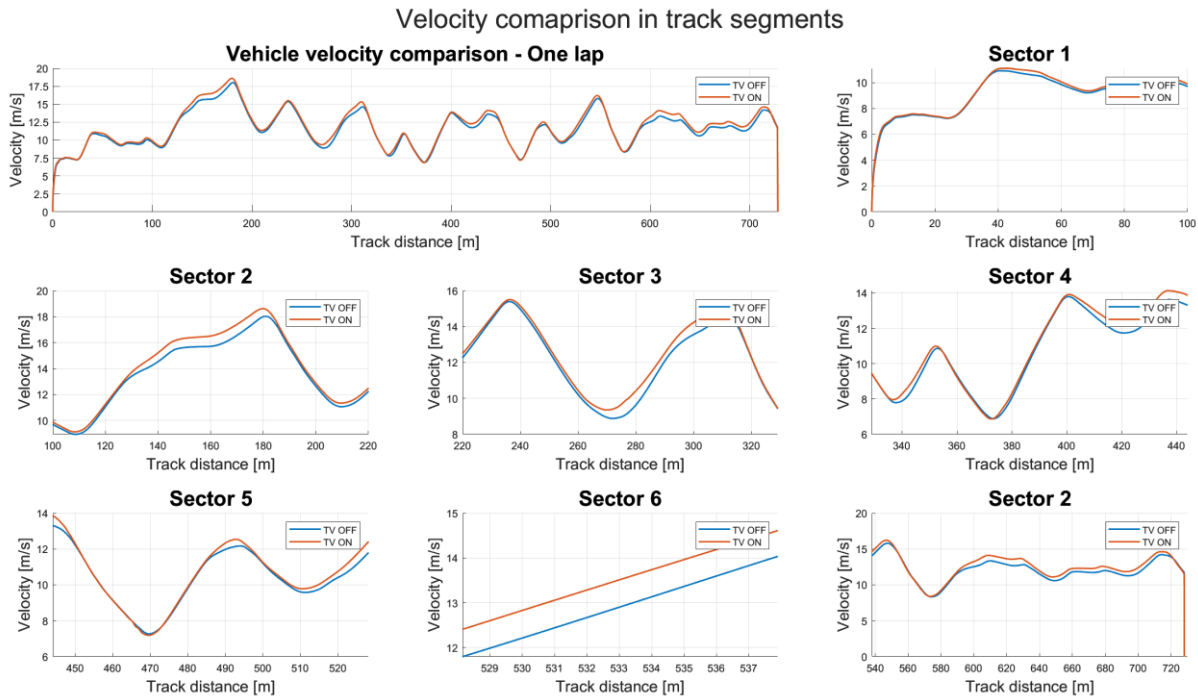 Velocity comaprison in track segments
Vehicle velocity comparison - One lap
Velocity [m/s]
20
17.5
15
12.5
10
7.5
5
2.5
0
TV OFF
TV ON
0 100 200 300 400 500 600 700
Track distance [m]
Sector 1
Velocity [m/s]
10
8
6
4
2
0
TV OFF
TV ON
0 20 40 60 80 100
Track distance [m]
Sector 2
Velocity [m/s]
20
18
16
14
12
10
TV OFF
TV ON
100 120 140 160 180 200 220
Track distance [m]
Sector 3
Velocity [m/s]
16
14
12
10
8
TV OFF
TV ON
220 240 260 280 300 320
Track distance [m]
Sector 4
Velocity [m/s]
14
12
10
8
6
TV OFF
TV ON
340 360 380 400 420 440
Track distance [m]
Sector 5
Velocity [m/s]
14
12
10
8
6
TV OFF
TV ON
450 460 470 480 490 500 510 520
Track distance [m]
Sector 6
Velocity [m/s]
15
14
13
12
TV OFF
TV ON
529 530 531 532 533 534 535 536 537
Track distance [m]
Sector 2
Velocity [m/s]
20
15
10
5
0
TV OFF
TV ON
540 560 580 600 620 640 660 680 700 720
Track distance [m]